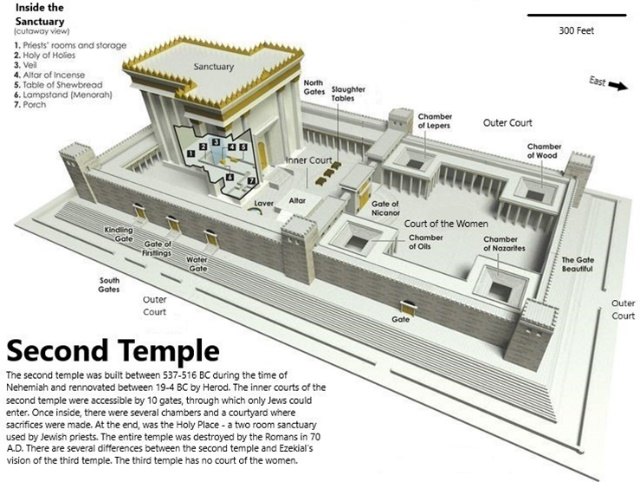 Inside the
Sanctuary
(cutaway view)
1. Priests' rooms and storage
2. Holy of Holies
3. Veil
4. Altar of Incense
5. Table of Shewbread
6. Lampstand (Menorah)
7. Porch
300 Feet
East
Sanctuary
North
Gates
Slaughter
Tables
Chamber
of Lepers
Outer Court
Chamber
of Wood
1
2
3
4
5
6
7
Inner Court
Laver
Altar
Gate of
Nicanor
Court of the Women
Chamber
of Oils
Chamber
of Nazarites
The Gate
Beautiful
Kindling
Gate
Gate of
Firstlings
Water
Gate
South
Gates
Outer
Court
Gate
Outer
Court
Second Temple
The second temple was built between 537-516 BC during the time of
Nehemiah and rennovated between 19-4 BC by Herod. The inner courts of the
second temple were accessible by 10 gates, through which only Jews could
enter. Once inside, there were several chambers and a courtyard where
sacrifices were made. At the end, was the Holy Place - a two room sanctuary
used by Jewish priests. The entire temple was destroyed by the Romans in 70
A.D. There are several differences between the second temple and Ezekial's
vision of the third temple. The third temple has no court of the women.